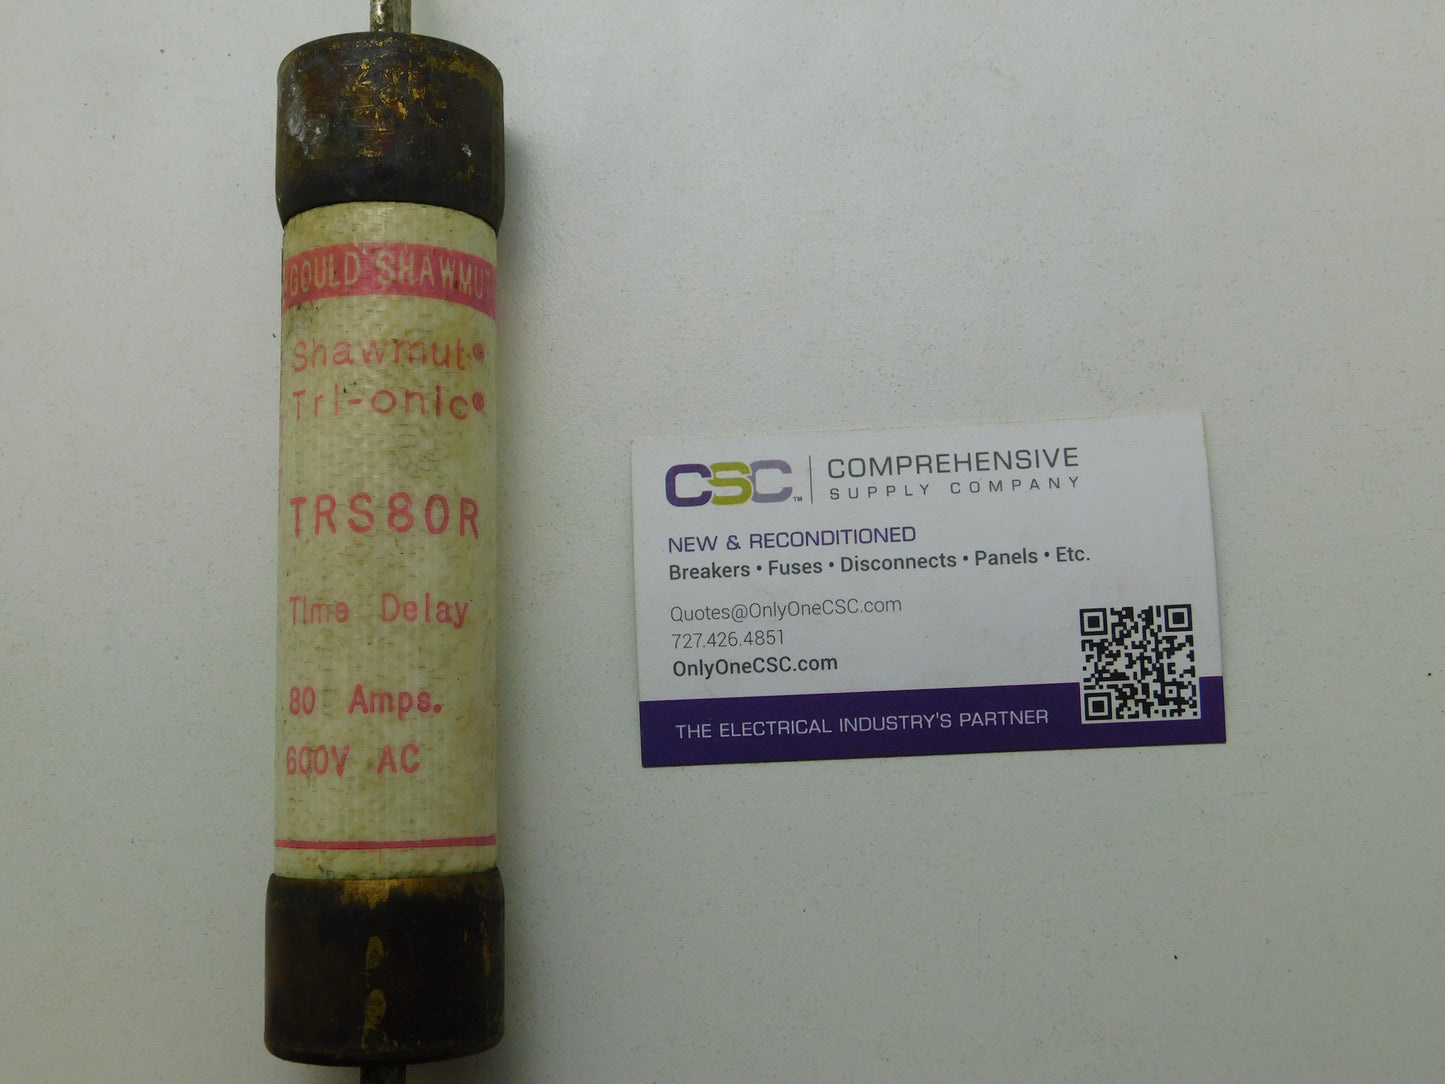 GOULD SHAWMUT
Shawmut®
Tri-onic®
TRS80R
Time Delay
80 Amps.
600V AC
CSC™
COMPREHENSIVE
SUPPLY COMPANY
NEW & RECONDITIONED
Breakers • Fuses • Disconnects • Panels • Etc.
Quotes@OnlyOneCSC.com
727.426.4851
OnlyOneCSC.com
THE ELECTRICAL INDUSTRY'S PARTNER